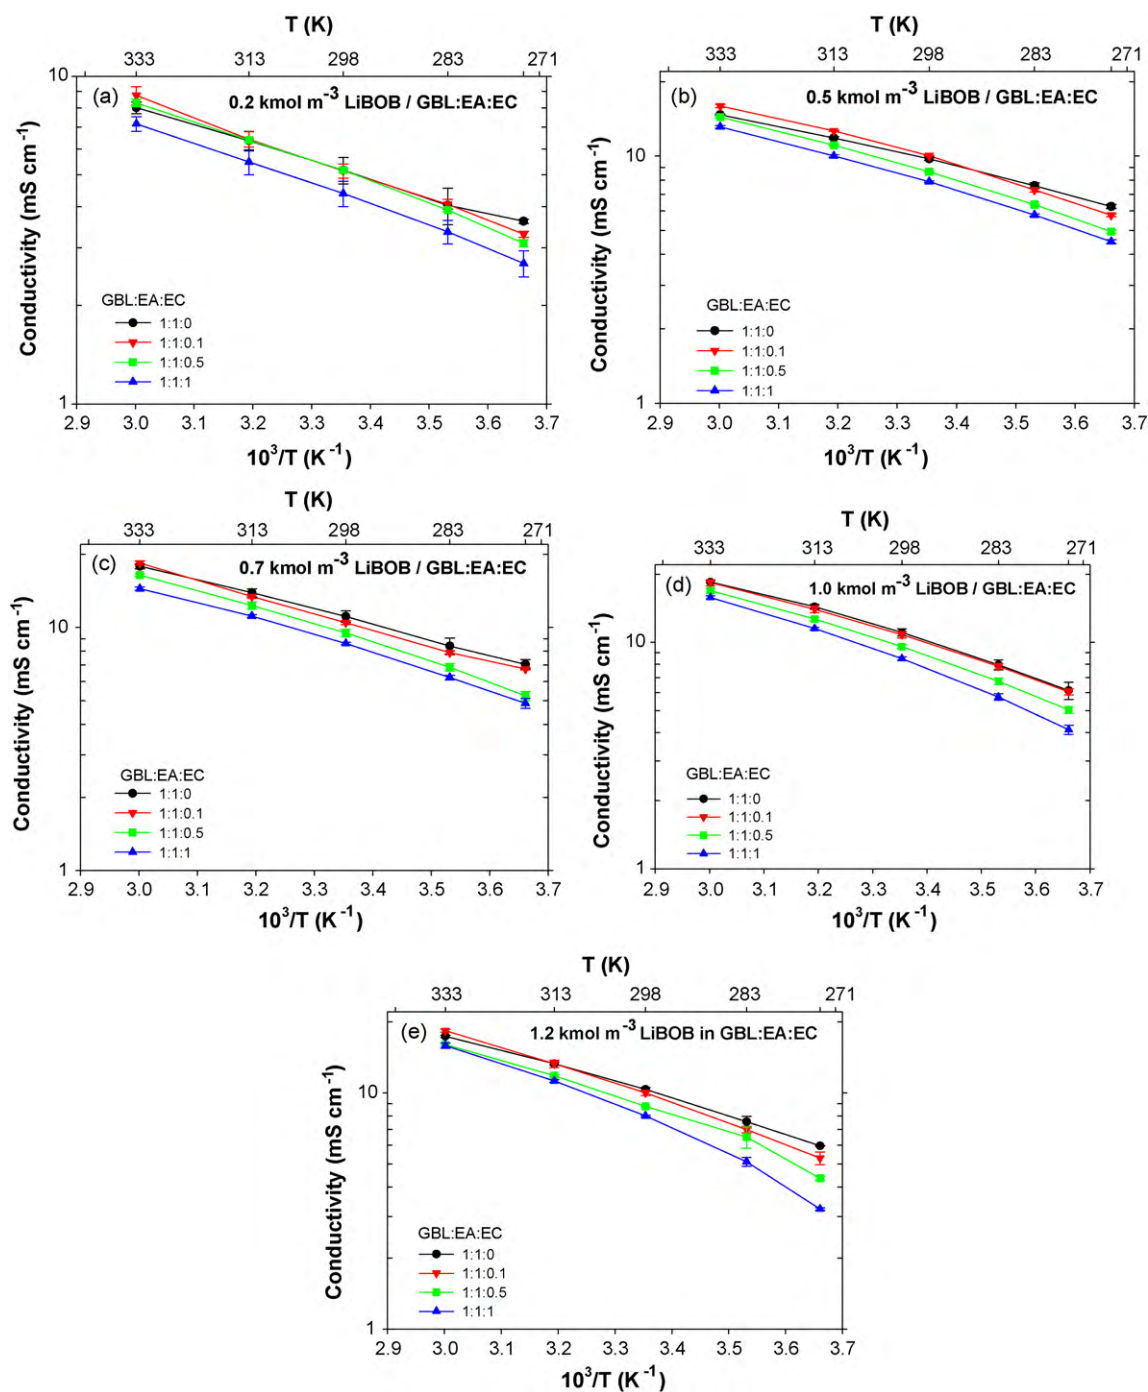 T (K)
333 313 298 283 271
10
(a) 0.2 kmol m⁻³ LiBOB / GBL:EA:EC
Conductivity (mS cm⁻¹)
GBL:EA:EC
1:1:0
1:1:0.1
1:1:0.5
1:1:1
1
2.9 3.0 3.1 3.2 3.3 3.4 3.5 3.6 3.7
10³/T (K⁻¹)
T (K)
333 313 298 283 271
(b) 0.5 kmol m⁻³ LiBOB / GBL:EA:EC
10
Conductivity (mS cm⁻¹)
GBL:EA:EC
1:1:0
1:1:0.1
1:1:0.5
1:1:1
1
2.9 3.0 3.1 3.2 3.3 3.4 3.5 3.6 3.7
10³/T (K⁻¹)
T (K)
333 313 298 283 271
(c) 0.7 kmol m⁻³ LiBOB / GBL:EA:EC
10
Conductivity (mS cm⁻¹)
GBL:EA:EC
1:1:0
1:1:0.1
1:1:0.5
1:1:1
1
2.9 3.0 3.1 3.2 3.3 3.4 3.5 3.6 3.7
10³/T (K⁻¹)
T (K)
333 313 298 283 271
(d) 1.0 kmol m⁻³ LiBOB / GBL:EA:EC
10
Conductivity (mS cm⁻¹)
GBL:EA:EC
1:1:0
1:1:0.1
1:1:0.5
1:1:1
1
2.9 3.0 3.1 3.2 3.3 3.4 3.5 3.6 3.7
10³/T (K⁻¹)
T (K)
333 313 298 283 271
(e) 1.2 kmol m⁻³ LiBOB in GBL:EA:EC
10
Conductivity (mS cm⁻¹)
GBL:EA:EC
1:1:0
1:1:0.1
1:1:0.5
1:1:1
1
2.9 3.0 3.1 3.2 3.3 3.4 3.5 3.6 3.7
10³/T (K⁻¹)